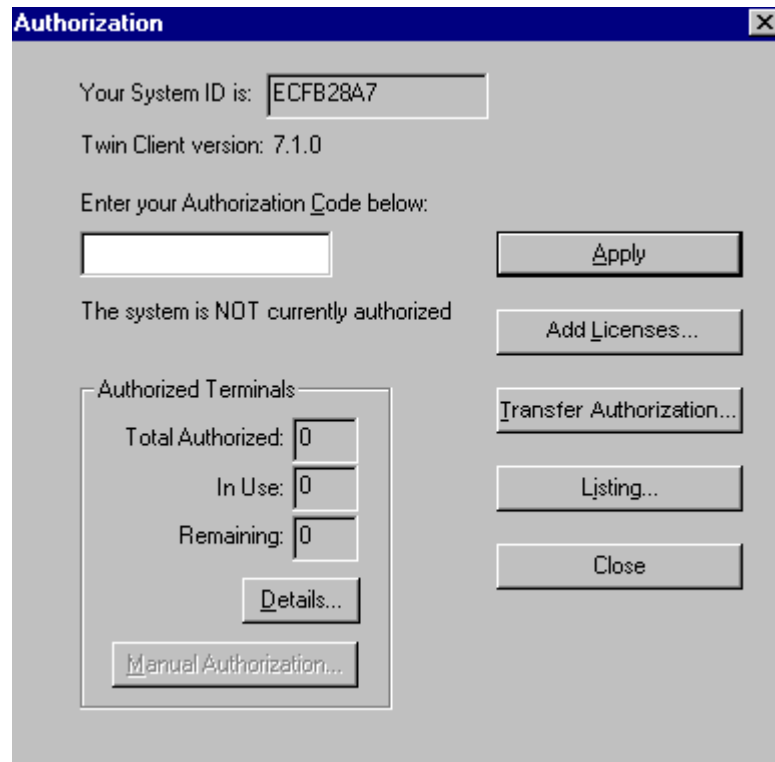 Authorization
Your System ID is: ECFB28A7
Twin Client version: 7.1.0
Enter your Authorization Code below:
Apply
The system is NOT currently authorized
Add Licenses...
Authorized Terminals
Transfer Authorization...
Total Authorized: 0
In Use: 0
Listing...
Remaining: 0
Close
Details...
Manual Authorization...